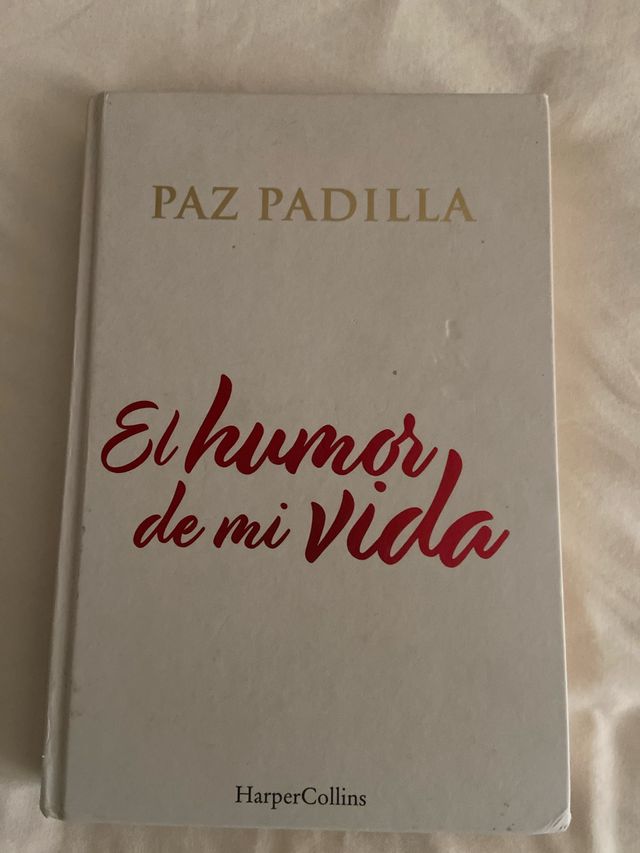 PAZ PADILLA
El humor
de mi vida
HarperCollins